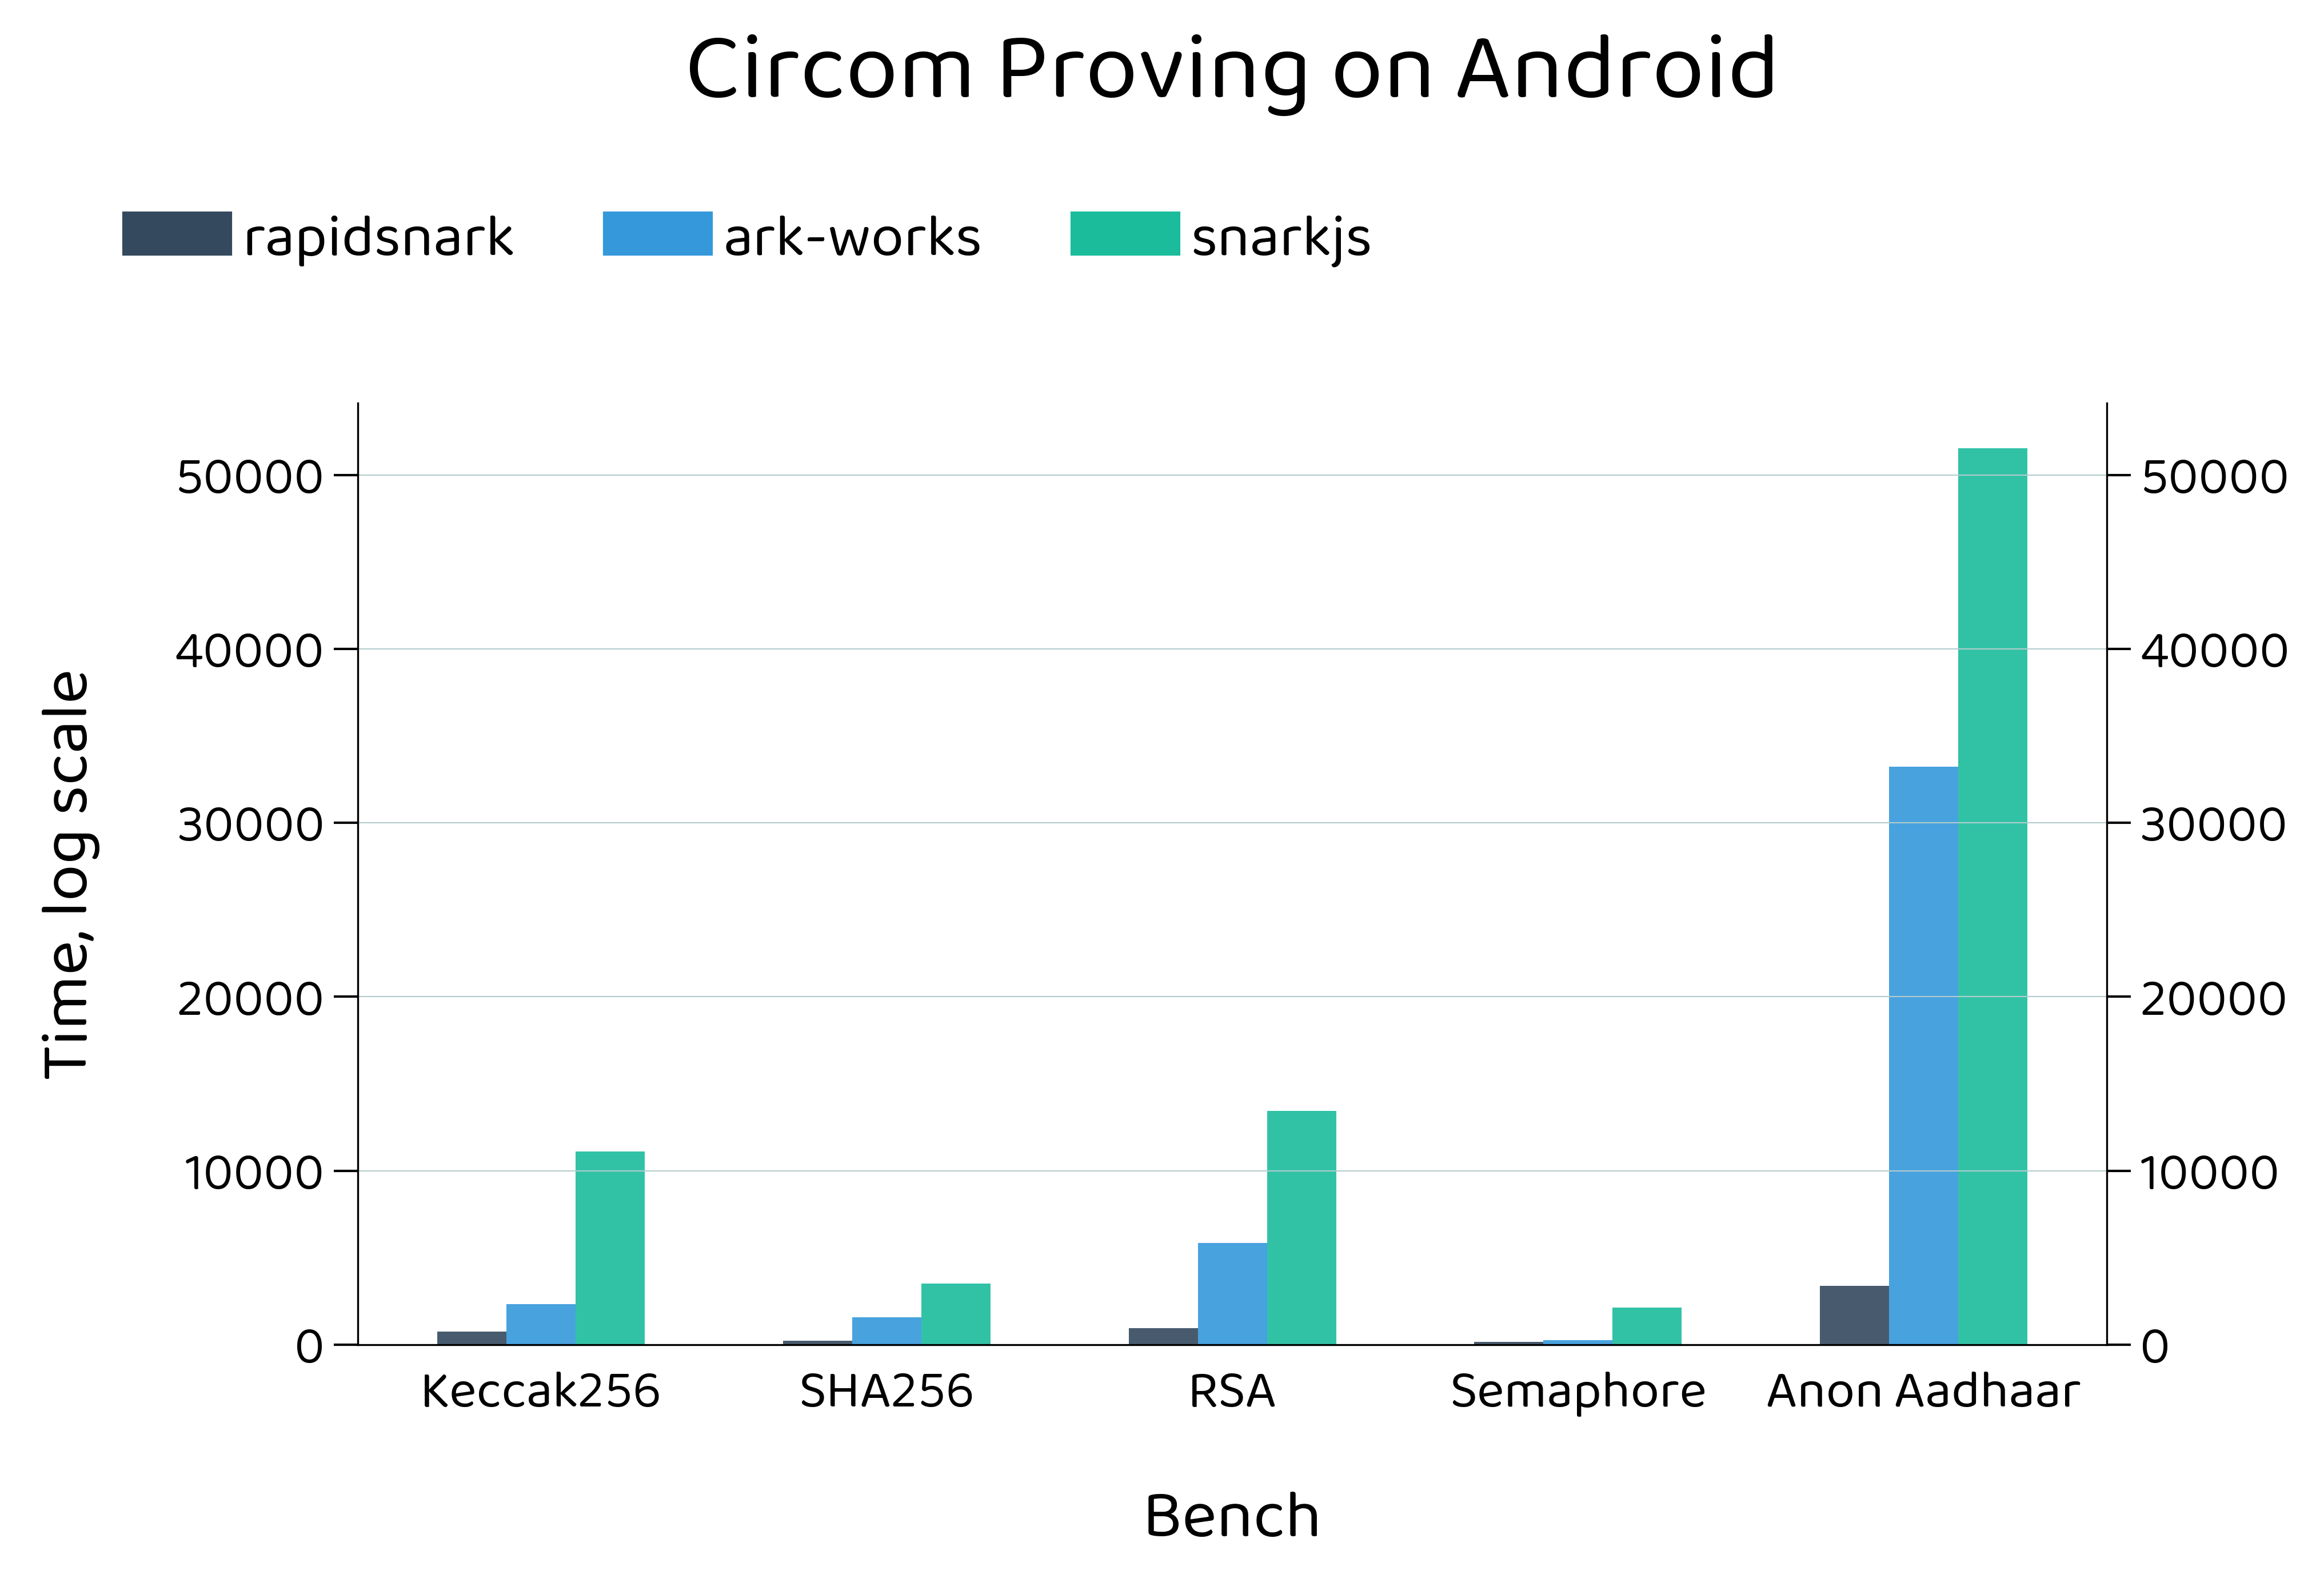 Circom Proving on Android
rapidsnark ark-works snarkjs
Time, log scale
50000 50000
40000 40000
30000 30000
20000 20000
10000 10000
0 0
Keccak256 SHA256 RSA Semaphore Anon Aadhaar
Bench